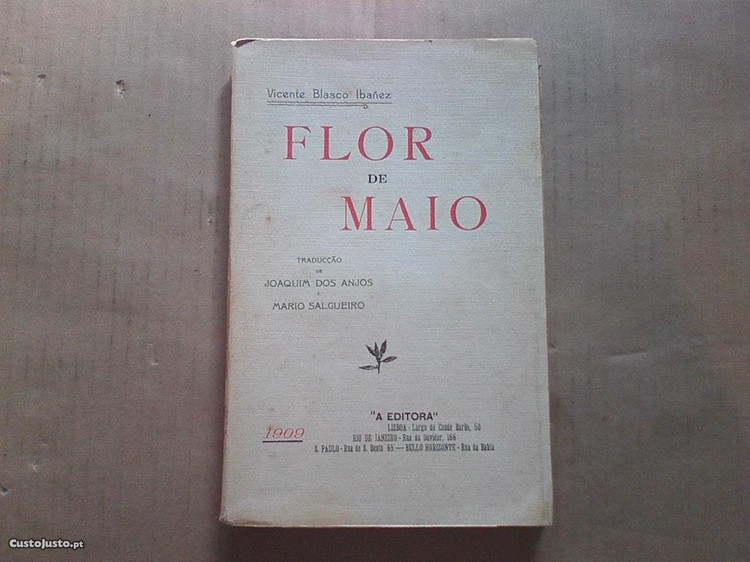 Vicente Blasco Ibañez
FLOR
DE
MAIO
TRADUCÇÃO
DE
JOAQUIM DOS ANJOS
E
MARIO SALGUEIRO
"A EDITORA"
LISBOA - Largo do Conde Barão, 50
1909
RIO DE JANEIRO - Rua do Ouvidor, 166
S. PAULO - Rua de S. Bento 65 — BELLO HORIZONTE - Rua da Bahia
CustoJusto.pt